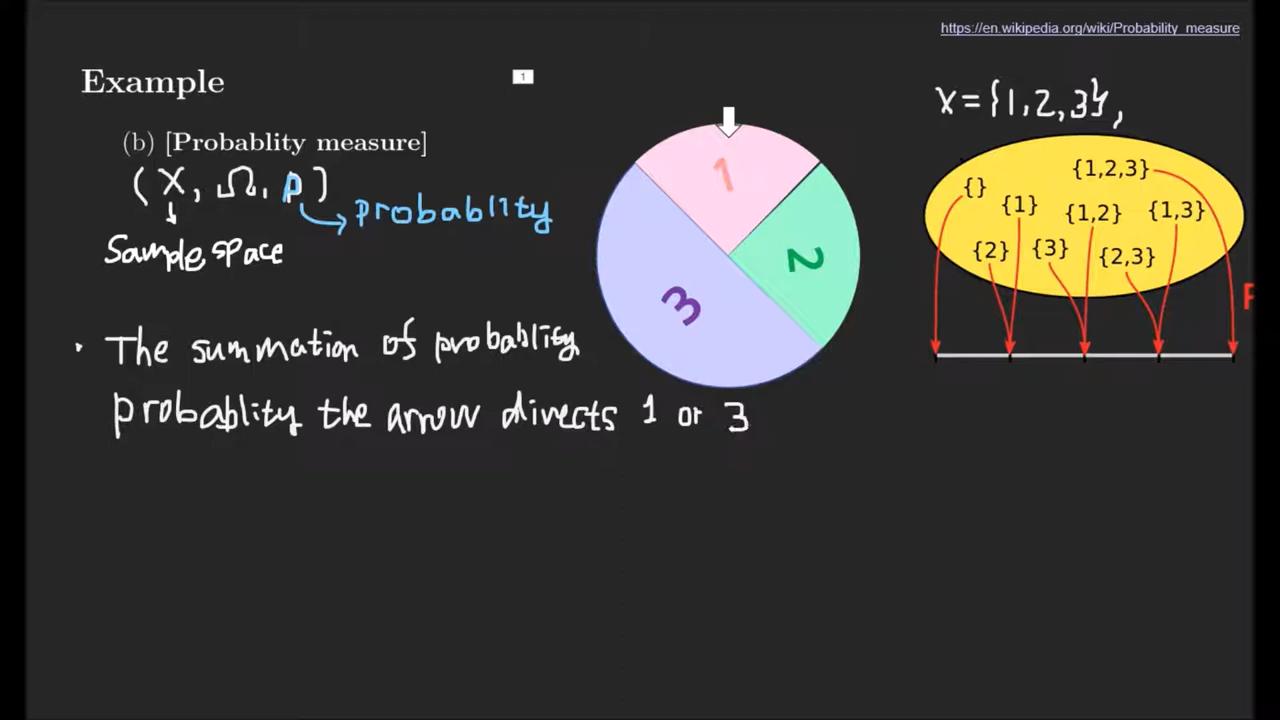 https://en.wikipedia.org/wiki/Probability_measure
Example
1
(b) [Probablity measure]
(X, Ω, p)
probablity
Sample space
• The summation of probablity
probablity the arrow directs 1 or 3
1
2
3
X = {1, 2, 3},
{1,2,3}
{}
{1}
{1,2}
{1,3}
{2}
{3}
{2,3}
P